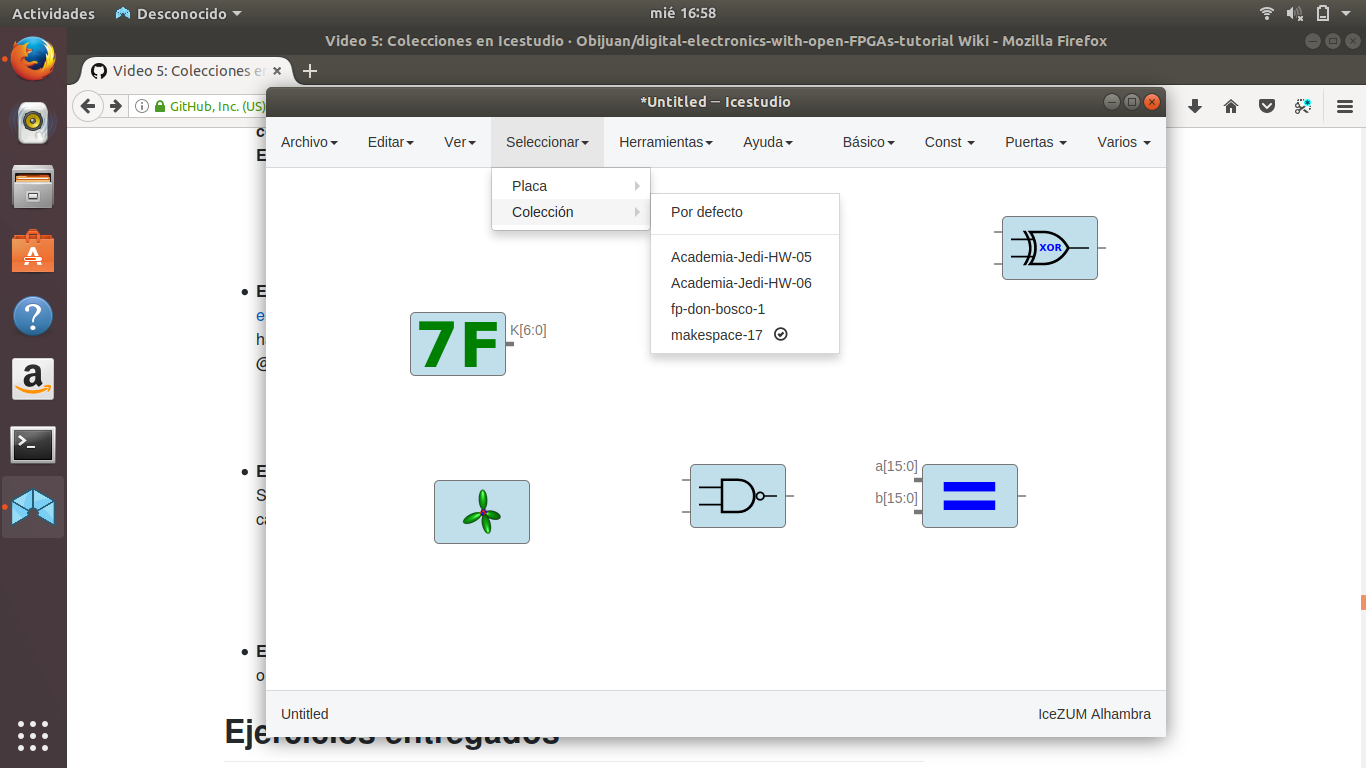 Actividades
Desconocido
mié 16:58
Video 5: Colecciones en Icestudio · Obijuan/digital-electronics-with-open-FPGAs-tutorial Wiki - Mozilla Firefox
Video 5: Colecciones
GitHub, Inc. (US)
*Untitled — Icestudio
Archivo Editar Ver Seleccionar Herramientas Ayuda Básico Const Puertas Varios
Placa
Colección
Por defecto
Academia-Jedi-HW-05
Academia-Jedi-HW-06
fp-don-bosco-1
makespace-17
XOR
7F
K[6:0]
a[15:0]
b[15:0]
Untitled
IceZUM Alhambra
Ejercicios entregados